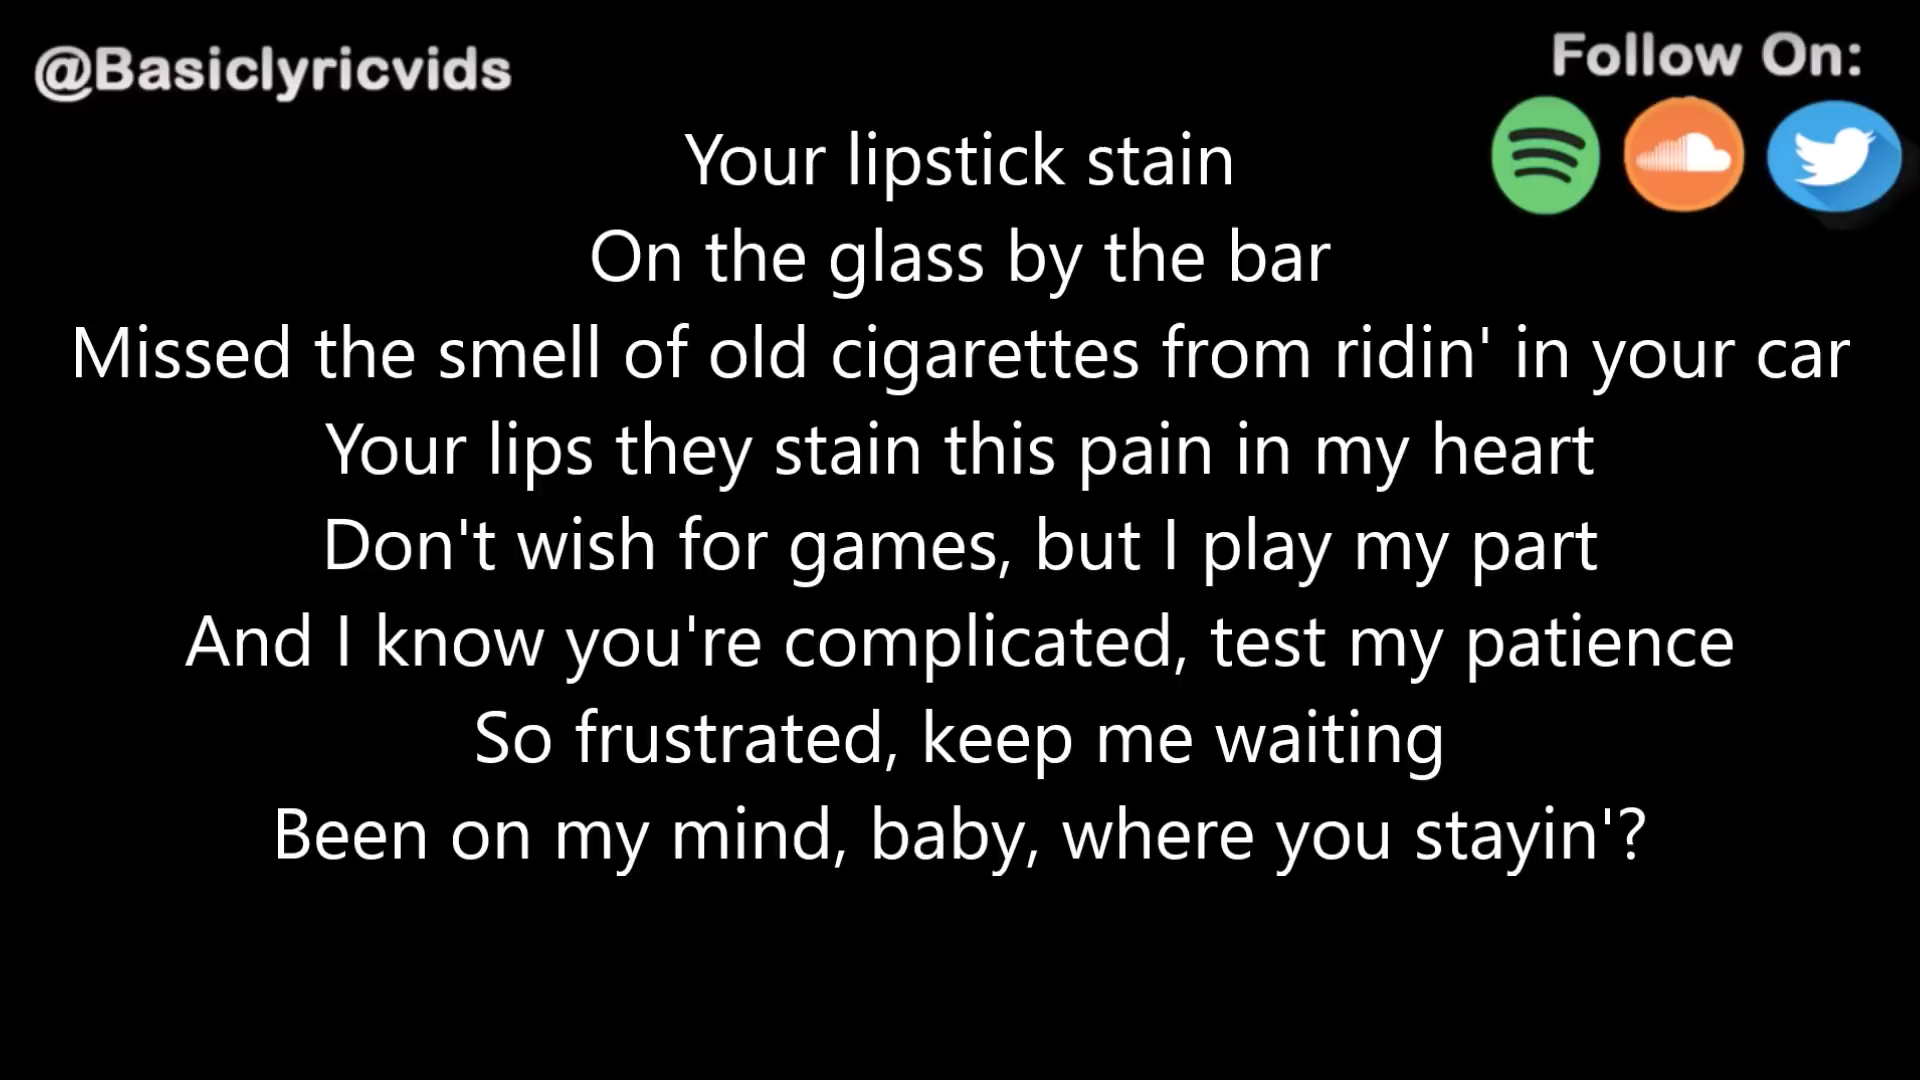 @Basiclyricvids
Follow On:
Your lipstick stain
On the glass by the bar
Missed the smell of old cigarettes from ridin' in your car
Your lips they stain this pain in my heart
Don't wish for games, but I play my part
And I know you're complicated, test my patience
So frustrated, keep me waiting
Been on my mind, baby, where you stayin'?